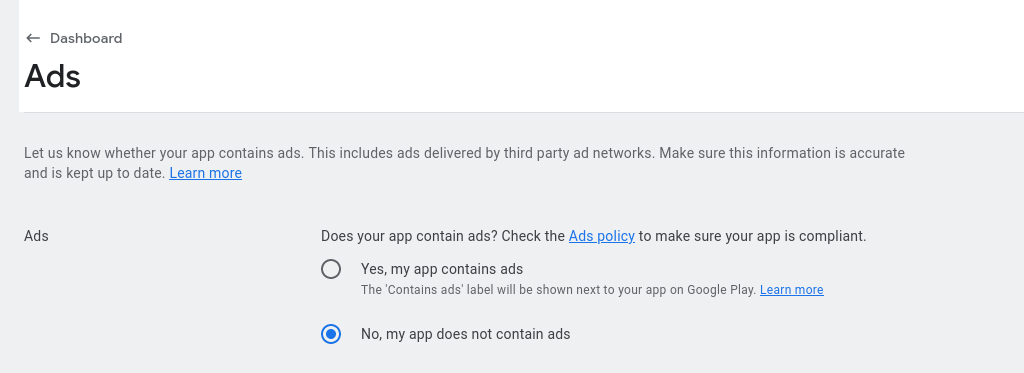 Dashboard
Ads
Let us know whether your app contains ads. This includes ads delivered by third party ad networks. Make sure this information is accurate
and is kept up to date. Learn more
Ads
Does your app contain ads? Check the Ads policy to make sure your app is compliant.
Yes, my app contains ads
The 'Contains ads' label will be shown next to your app on Google Play. Learn more
No, my app does not contain ads